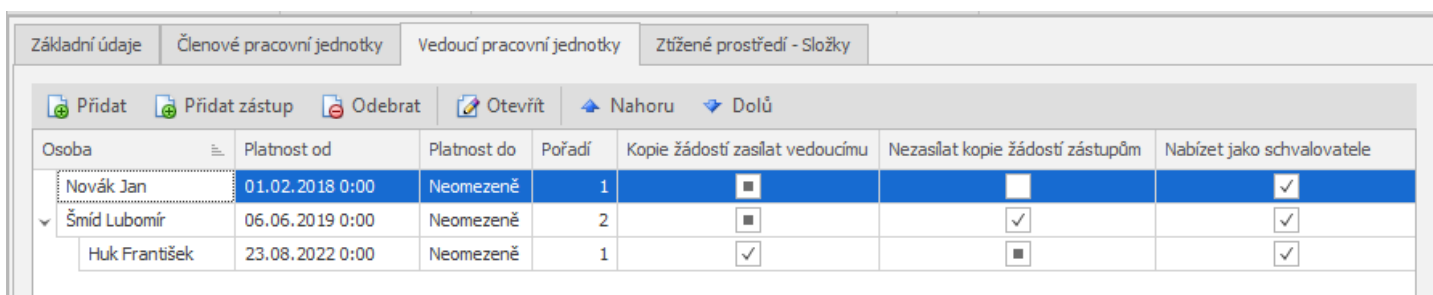 Základní údaje Členové pracovní jednotky Vedoucí pracovní jednotky Ztížené prostředí - Složky
Přidat Přidat zástup Odebrat Otevřít Nahoru Dolů
Osoba Platnost od Platnost do Pořadí Kopie žádostí zasílat vedoucímu Nezasílat kopie žádostí zástupům Nabízet jako schvalovatele
Novák Jan 01.02.2018 0:00 Neomezeně 1
Šmíd Lubomír 06.06.2019 0:00 Neomezeně 2
Huk František 23.08.2022 0:00 Neomezeně 1